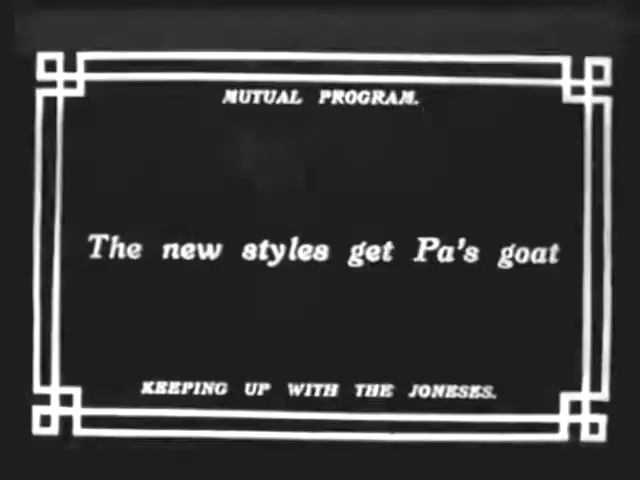 MUTUAL PROGRAM.
The new styles get Pa's goat
KEEPING UP WITH THE JONESES.